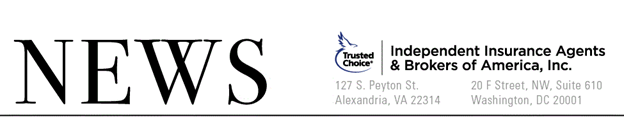 NEWS
Trusted
Choice®
Independent Insurance Agents
& Brokers of America, Inc.
127 S. Peyton St.
Alexandria, VA 22314
20 F Street, NW, Suite 610
Washington, DC 20001